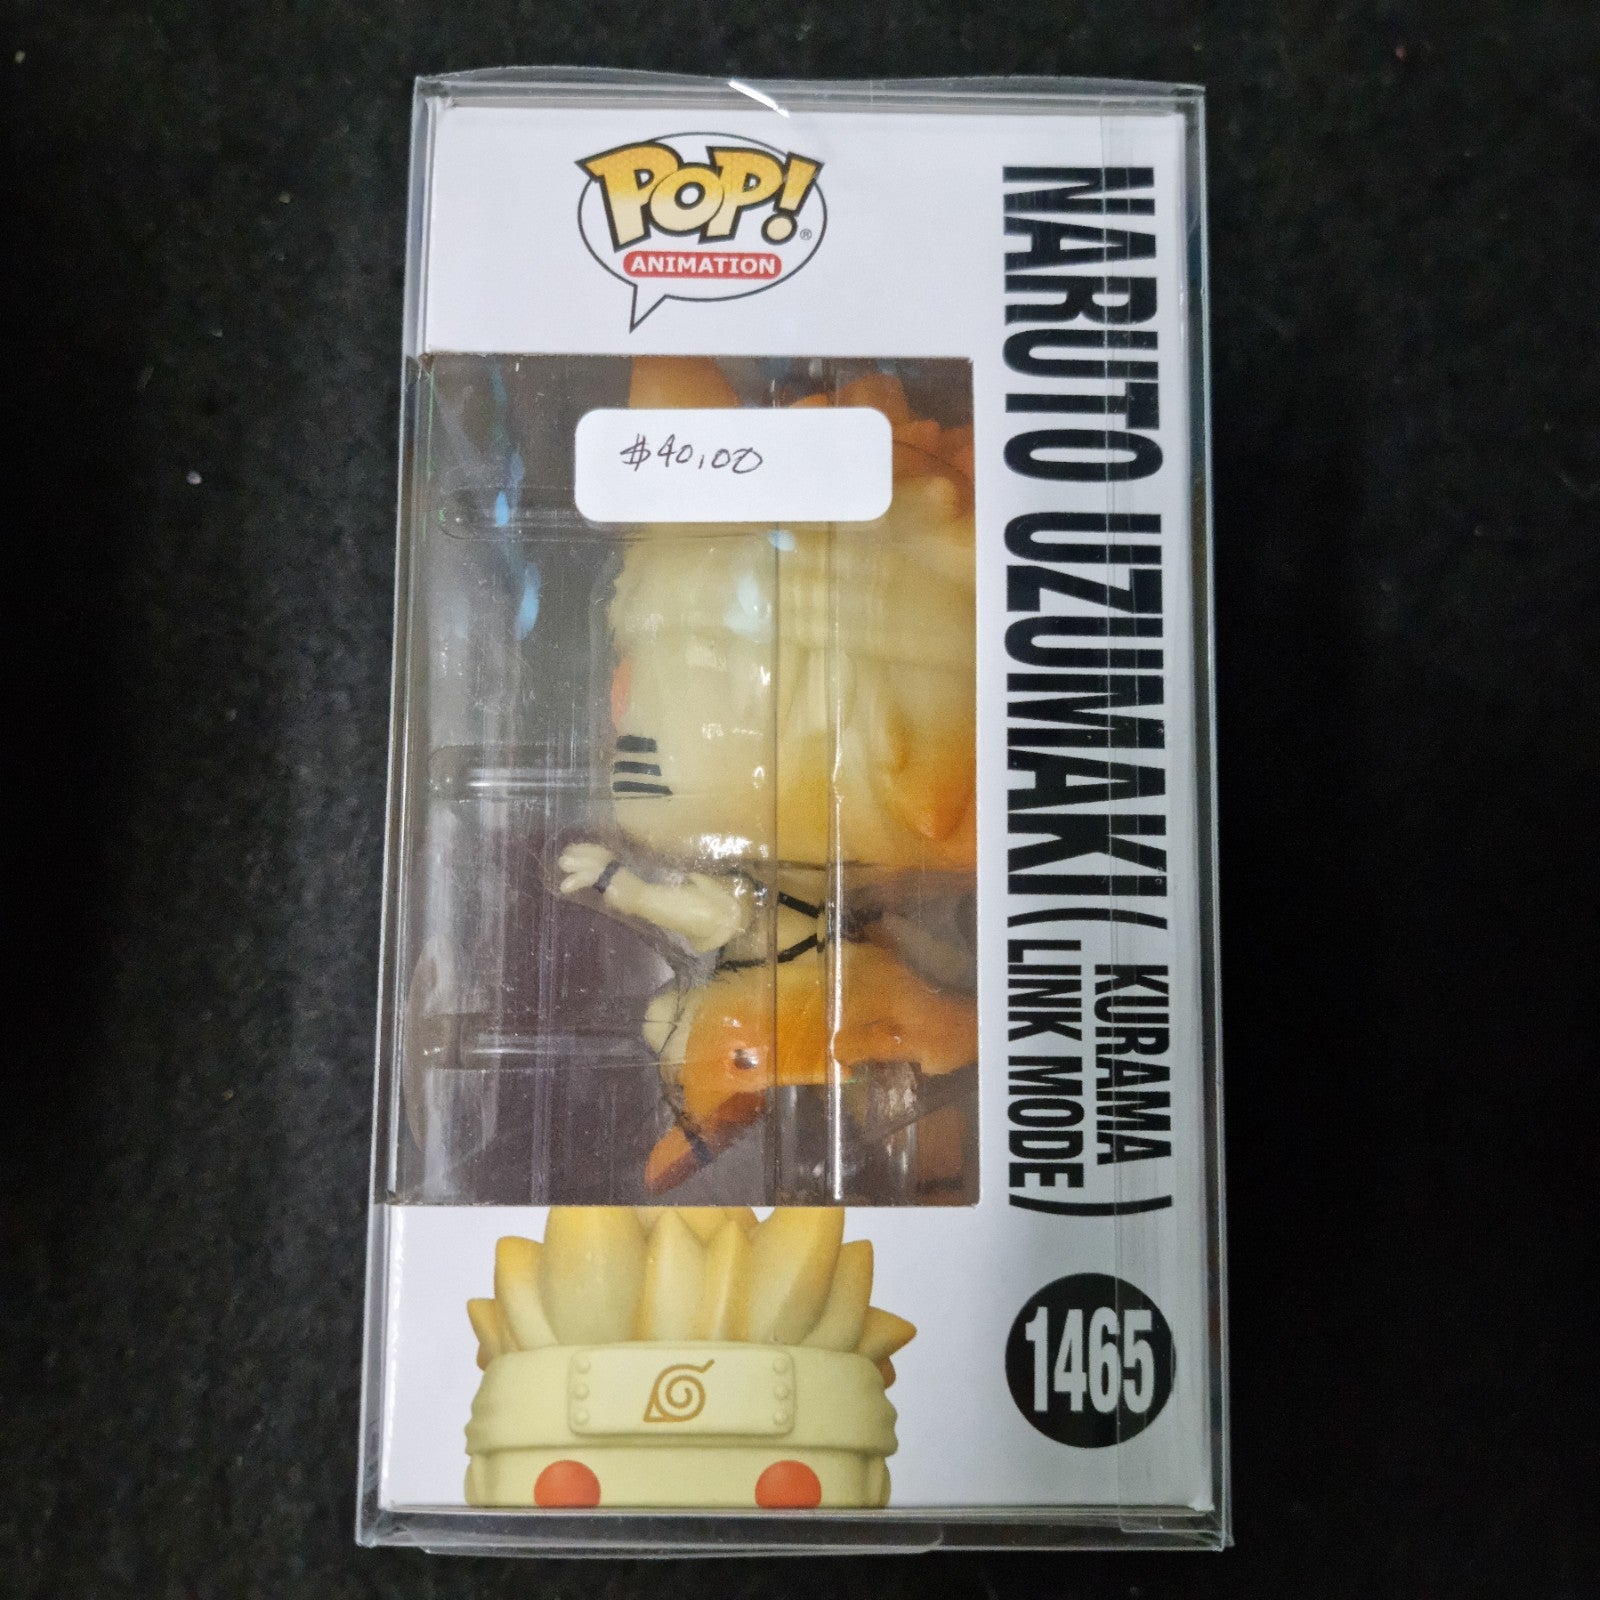 POP!®
ANIMATION
$40.00
NARUTO UZUMAKI (KURAMA
LINK MODE)
1465